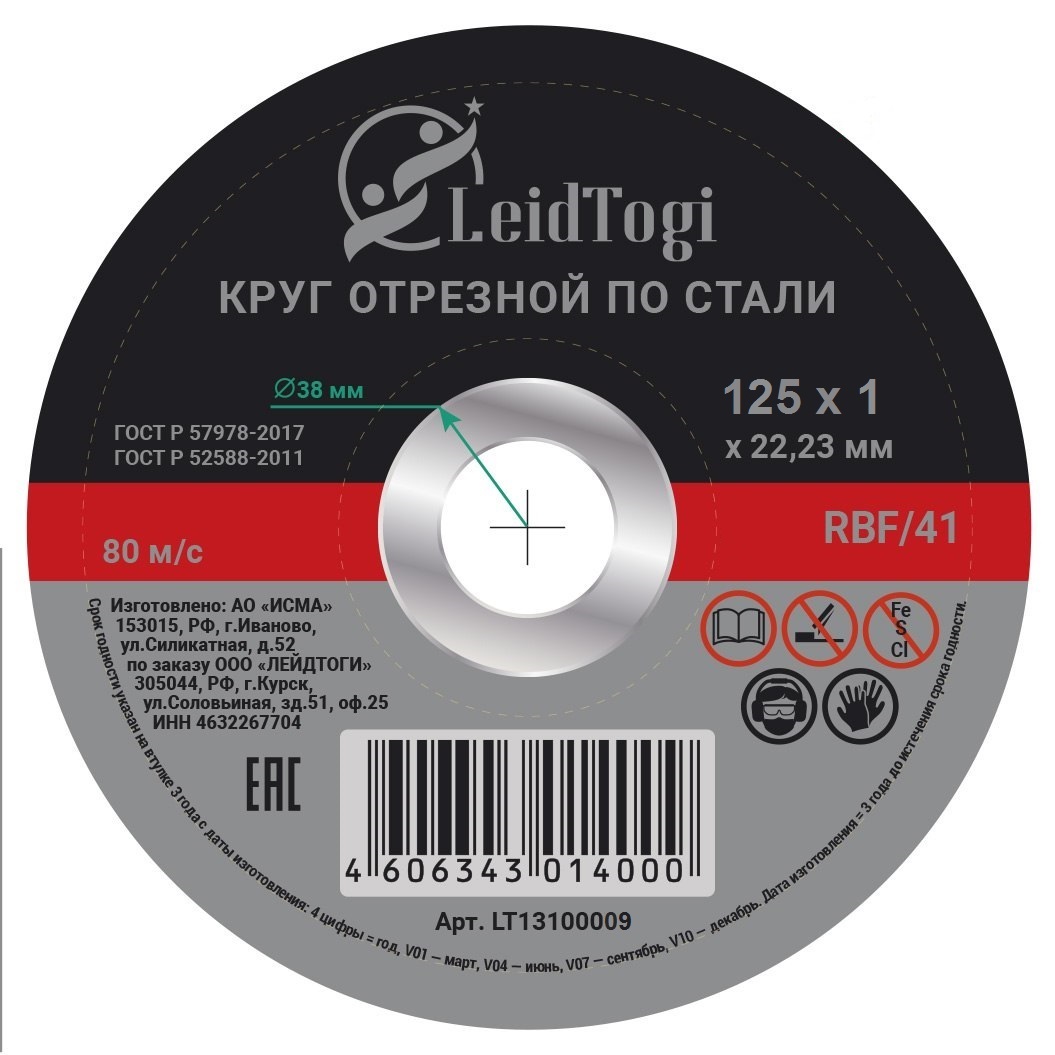 LeidTogi
КРУГ ОТРЕЗНОЙ ПО СТАЛИ
Ø38 мм
125 x 1
x 22,23 мм
ГОСТ Р 57978-2017
ГОСТ Р 52588-2011
RBF/41
80 м/с
Изготовлено: АО «ИСМА»
153015, РФ, г.Иваново,
ул.Силикатная, д.52
по заказу ООО «ЛЕЙДТОГИ»
305044, РФ, г.Курск,
ул.Соловьиная, зд.51, оф.25
ИНН 4632267704
Fe
S
Cl
EAC
4 606343 014000
Арт. LT13100009
Срок годности указан на втулке 3 года с даты изготовления: 4 цифры = год, V01 – март, V04 – июнь, V07 – сентябрь, V10 – декабрь. Дата изготовления = 3 года до истечения срока годности.